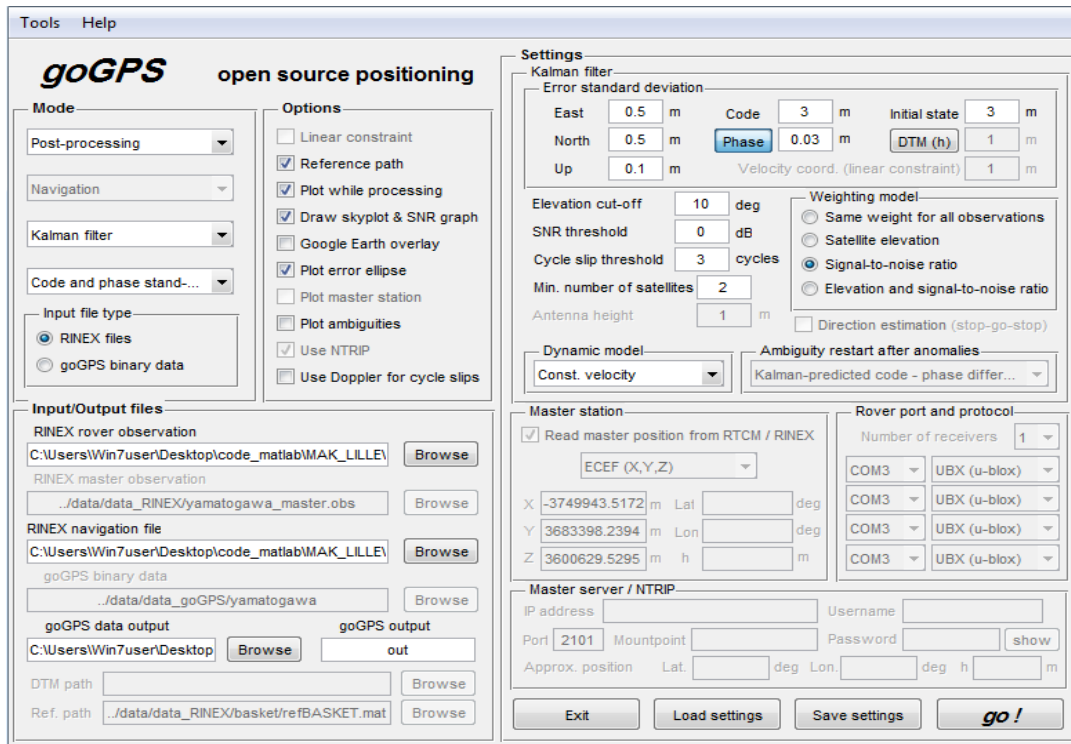 Tools Help
goGPS open source positioning
Mode
Post-processing
Navigation
Kalman filter
Code and phase stand-...
Input file type
RINEX files
goGPS binary data
Options
Linear constraint
Reference path
Plot while processing
Draw skyplot & SNR graph
Google Earth overlay
Plot error ellipse
Plot master station
Plot ambiguities
Use NTRIP
Use Doppler for cycle slips
Input/Output files
RINEX rover observation
C:\Users\Win7user\Desktop\code_matlab\MAK_LILLE\ Browse
RINEX master observation
../data/data_RINEX/yamatogawa_master.obs Browse
RINEX navigation file
C:\Users\Win7user\Desktop\code_matlab\MAK_LILLE\ Browse
goGPS binary data
../data/data_goGPS/yamatogawa Browse
goGPS data output goGPS output
C:\Users\Win7user\Desktop Browse out
DTM path Browse
Ref. path ../data/data_RINEX/basket/refBASKET.mat Browse
Settings
Kalman filter
Error standard deviation
East 0.5 m Code 3 m Initial state 3 m
North 0.5 m Phase 0.03 m DTM (h) 1 m
Up 0.1 m Velocity coord. (linear constraint) 1 m
Elevation cut-off 10 deg
SNR threshold 0 dB
Cycle slip threshold 3 cycles
Min. number of satellites 2
Antenna height 1 m
Weighting model
Same weight for all observations
Satellite elevation
Signal-to-noise ratio
Elevation and signal-to-noise ratio
Direction estimation (stop-go-stop)
Dynamic model
Const. velocity
Ambiguity restart after anomalies
Kalman-predicted code - phase differ...
Master station
Read master position from RTCM / RINEX
ECEF (X,Y,Z)
X -3749943.5172 m Lat deg
Y 3683398.2394 m Lon deg
Z 3600629.5295 m h m
Rover port and protocol
Number of receivers 1
COM3 UBX (u-blox)
COM3 UBX (u-blox)
COM3 UBX (u-blox)
COM3 UBX (u-blox)
Master server / NTRIP
IP address Username
Port 2101 Mountpoint Password show
Approx. position Lat. deg Lon. deg h m
Exit Load settings Save settings go !